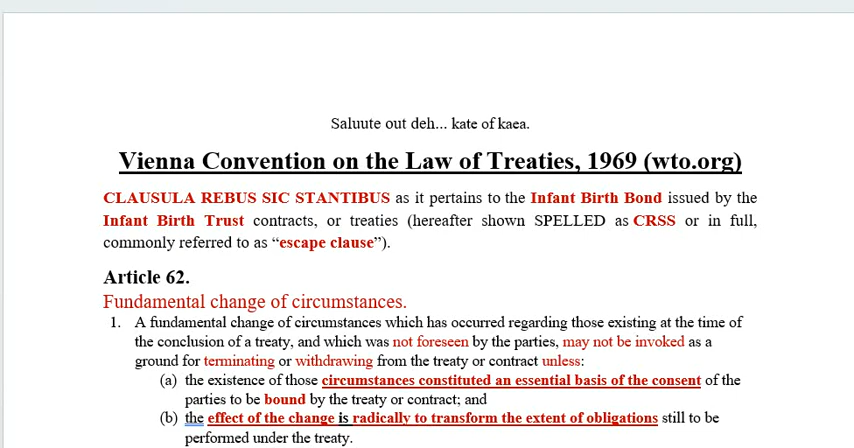 Saluute out deh... kate of kaea.
Vienna Convention on the Law of Treaties, 1969 (wto.org)
CLAUSULA REBUS SIC STANTIBUS as it pertains to the Infant Birth Bond issued by the
Infant Birth Trust contracts, or treaties (hereafter shown SPELLED as CRSS or in full,
commonly referred to as “escape clause”).
Article 62.
Fundamental change of circumstances.
1. A fundamental change of circumstances which has occurred regarding those existing at the time of
the conclusion of a treaty, and which was not foreseen by the parties, may not be invoked as a
ground for terminating or withdrawing from the treaty or contract unless:
(a) the existence of those circumstances constituted an essential basis of the consent of the
parties to be bound by the treaty or contract; and
(b) the effect of the change is radically to transform the extent of obligations still to be
performed under the treaty.